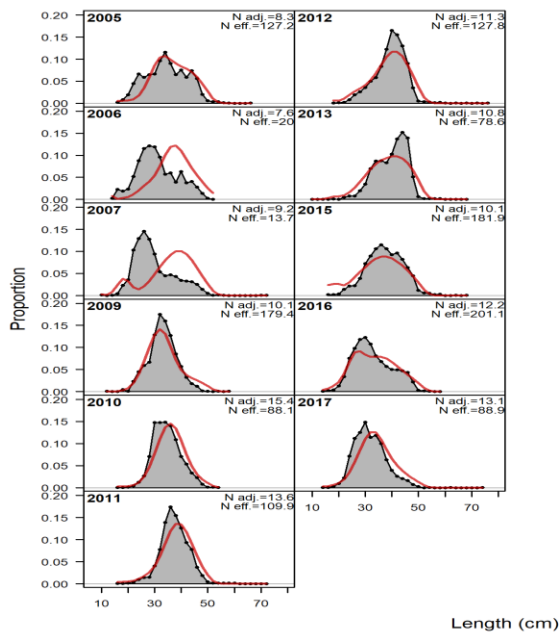 2005 N adj.=8.3
N eff.=127.2
0.20
0.15
0.10
0.05
0.00
2012 N adj.=11.3
N eff.=127.8
2006 N adj.=7.6
N eff.=20
0.20
0.15
0.10
0.05
0.00
2013 N adj.=10.8
N eff.=78.6
2007 N adj.=9.2
N eff.=13.7
0.20
0.15
0.10
0.05
0.00
2015 N adj.=10.1
N eff.=181.9
2009 N adj.=10.1
N eff.=179.4
0.20
0.15
0.10
0.05
0.00
2016 N adj.=12.2
N eff.=201.1
2010 N adj.=15.4
N eff.=88.1
0.20
0.15
0.10
0.05
0.00
2017 N adj.=13.1
N eff.=88.9
10 30 50 70
2011 N adj.=13.6
N eff.=109.9
0.20
0.15
0.10
0.05
0.00
10 30 50 70
Proportion
Length (cm)